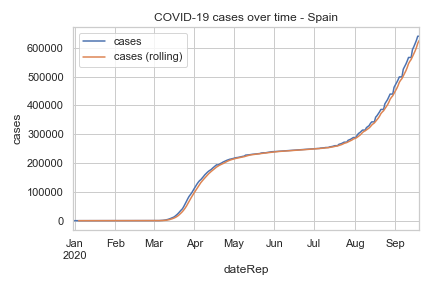 COVID-19 cases over time - Spain
cases
cases (rolling)
600000
500000
400000
300000
200000
100000
0
cases
Jan Feb Mar Apr May Jun Jul Aug Sep
2020
dateRep